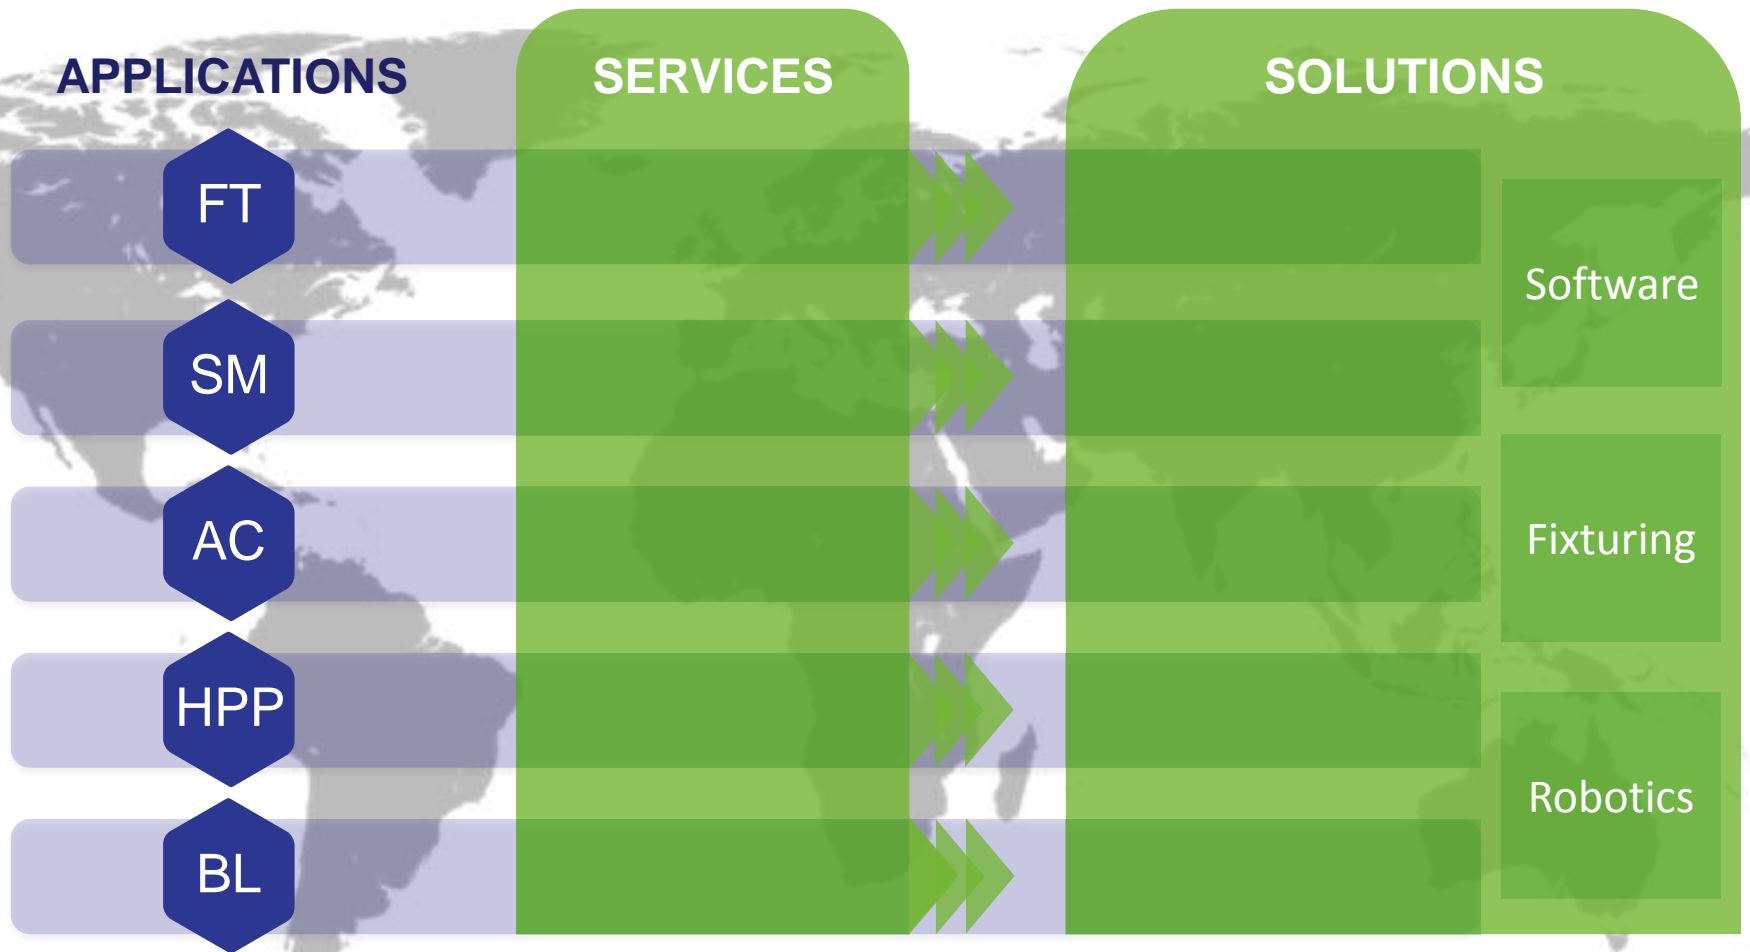 APPLICATIONS
SERVICES
SOLUTIONS
FT
SM
AC
HPP
BL
Software
Fixturing
Robotics